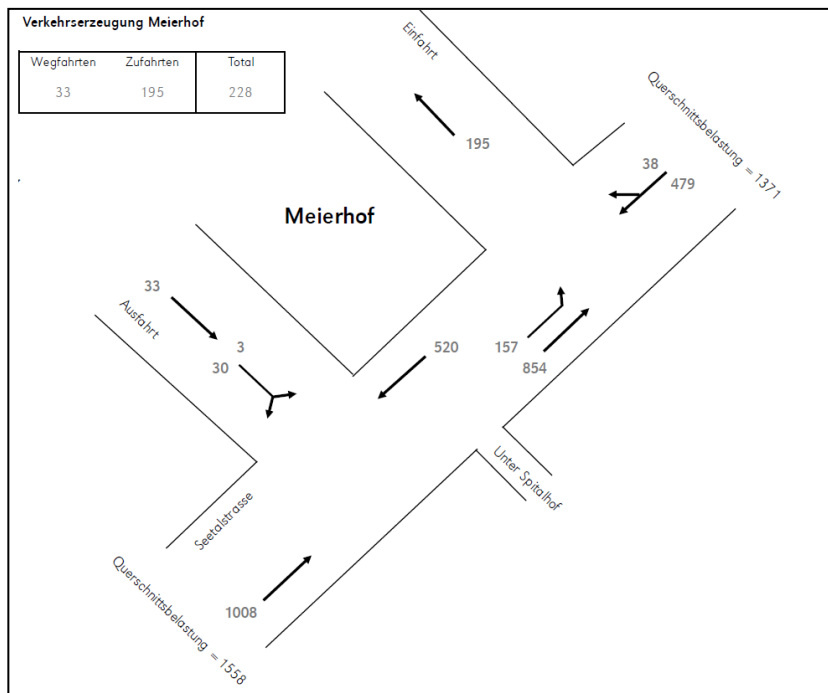 Verkehrserzeugung Meierhof
Wegfahrten Zufahrten Total
33 195 228
Einfahrt
195
Querschnittsbelastung = 1371
38
479
Meierhof
33
Ausfahrt
3
30
520
157
854
Unter Spitalhof
Seetalstrasse
1008
Querschnittsbelastung = 1558